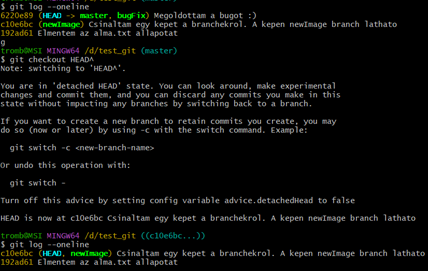 $ git log --oneline
6220e89 (HEAD -> master, bugFix) Megoldottam a bugot :)
c10e6bc (newImage) Csinaltam egy kepet a branchekrol. A kepen newImage branch lathato
192ad61 Elmentem az alma.txt allapotat
g
tromb@MSI MINGW64 /d/test_git (master)
$ git checkout HEAD^
Note: switching to 'HEAD^'.
You are in 'detached HEAD' state. You can look around, make experimental
changes and commit them, and you can discard any commits you make in this
state without impacting any branches by switching back to a branch.
If you want to create a new branch to retain commits you create, you may
do so (now or later) by using -c with the switch command. Example:
git switch -c <new-branch-name>
Or undo this operation with:
git switch -
Turn off this advice by setting config variable advice.detachedHead to false
HEAD is now at c10e6bc Csinaltam egy kepet a branchekrol. A kepen newImage branch lathato
tromb@MSI MINGW64 /d/test_git ((c10e6bc...))
$ git log --oneline
c10e6bc (HEAD, newImage) Csinaltam egy kepet a branchekrol. A kepen newImage branch lathato
192ad61 Elmentem az alma.txt allapotat